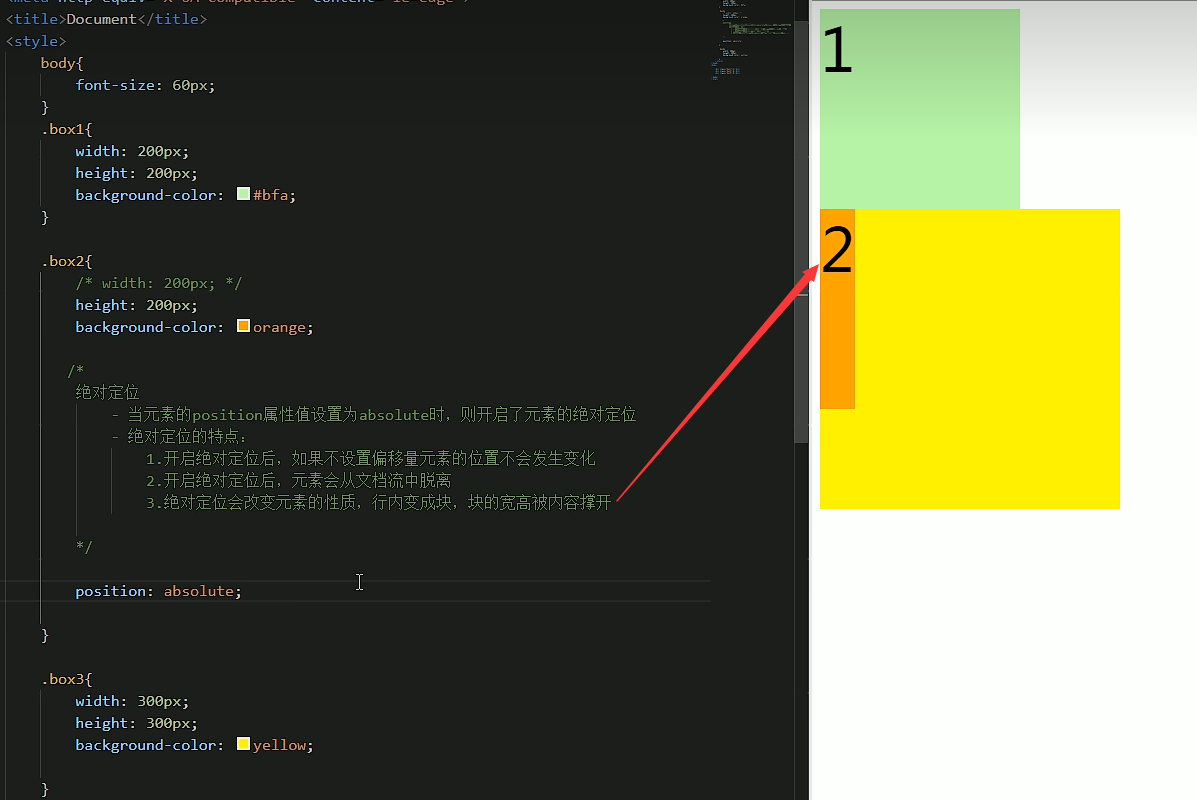 <title>Document</title>
<style>
body{
font-size: 60px;
}
.box1{
width: 200px;
height: 200px;
background-color: #bfa;
}
.box2{
/* width: 200px; */
height: 200px;
background-color: orange;
/*
绝对定位
- 当元素的position属性值设置为absolute时，则开启了元素的绝对定位
- 绝对定位的特点：
1.开启绝对定位后，如果不设置偏移量元素的位置不会发生变化
2.开启绝对定位后，元素会从文档流中脱离
3.绝对定位会改变元素的性质，行内变成块，块的宽高被内容撑开
*/
position: absolute;
}
.box3{
width: 300px;
height: 300px;
background-color: yellow;
}
1
2